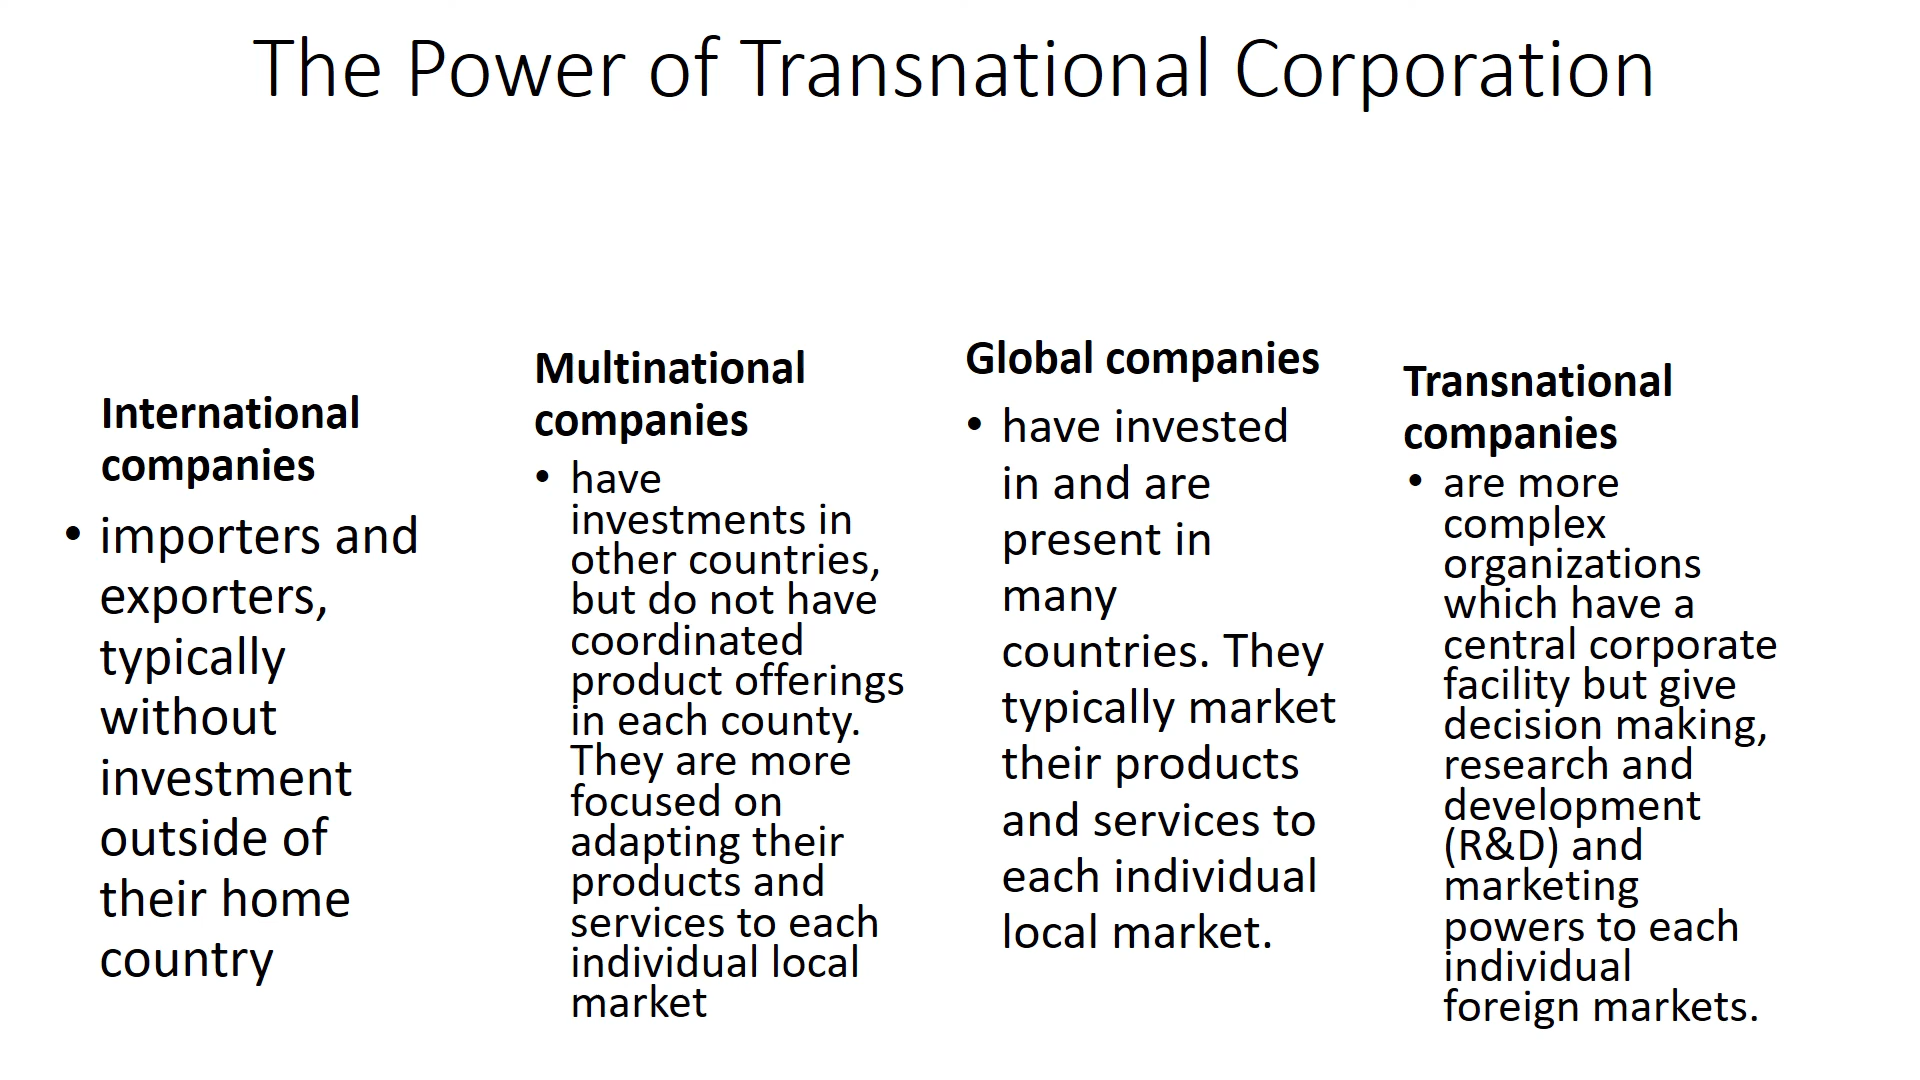 The Power of Transnational Corporation
International
companies
• importers and
exporters,
typically
without
investment
outside of
their home
country
Multinational
companies
• have
investments in
other countries,
but do not have
coordinated
product offerings
in each county.
They are more
focused on
adapting their
products and
services to each
individual local
market
Global companies
• have invested
in and are
present in
many
countries. They
typically market
their products
and services to
each individual
local market.
Transnational
companies
• are more
complex
organizations
which have a
central corporate
facility but give
decision making,
research and
development
(R&D) and
marketing
powers to each
individual
foreign markets.